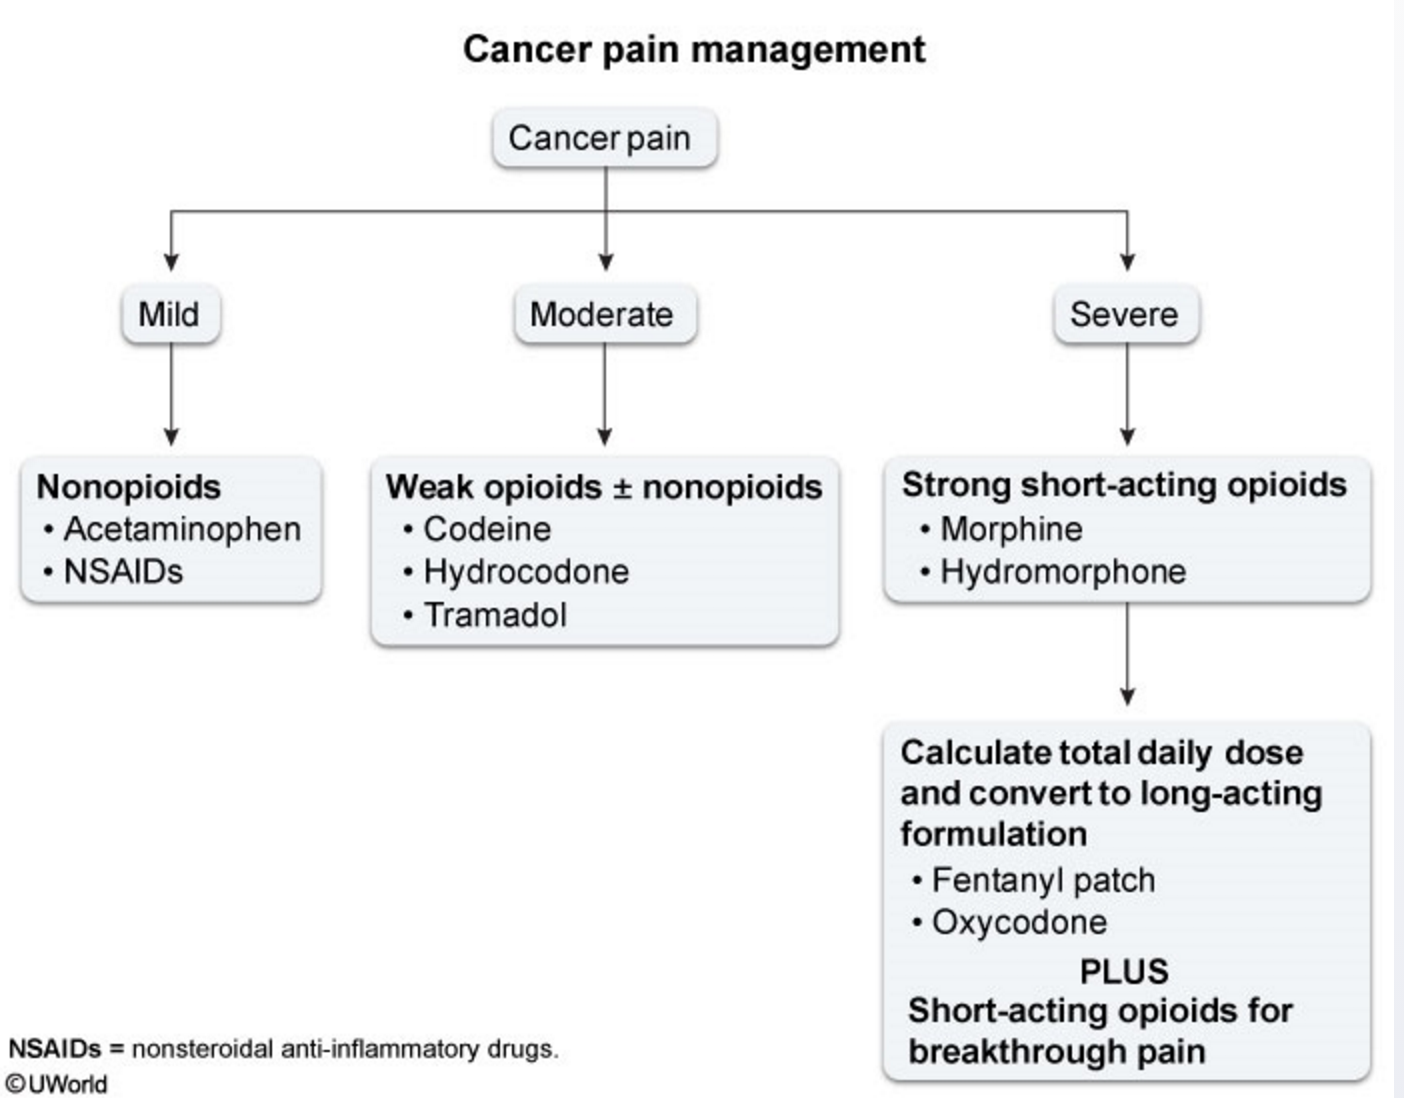 Cancer pain management
Cancer pain
Mild
Moderate
Severe
Nonopioids
• Acetaminophen
• NSAIDs
Weak opioids ± nonopioids
• Codeine
• Hydrocodone
• Tramadol
Strong short-acting opioids
• Morphine
• Hydromorphone
Calculate total daily dose
and convert to long-acting
formulation
• Fentanyl patch
• Oxycodone
PLUS
Short-acting opioids for
breakthrough pain
NSAIDs = nonsteroidal anti-inflammatory drugs.
©UWorld